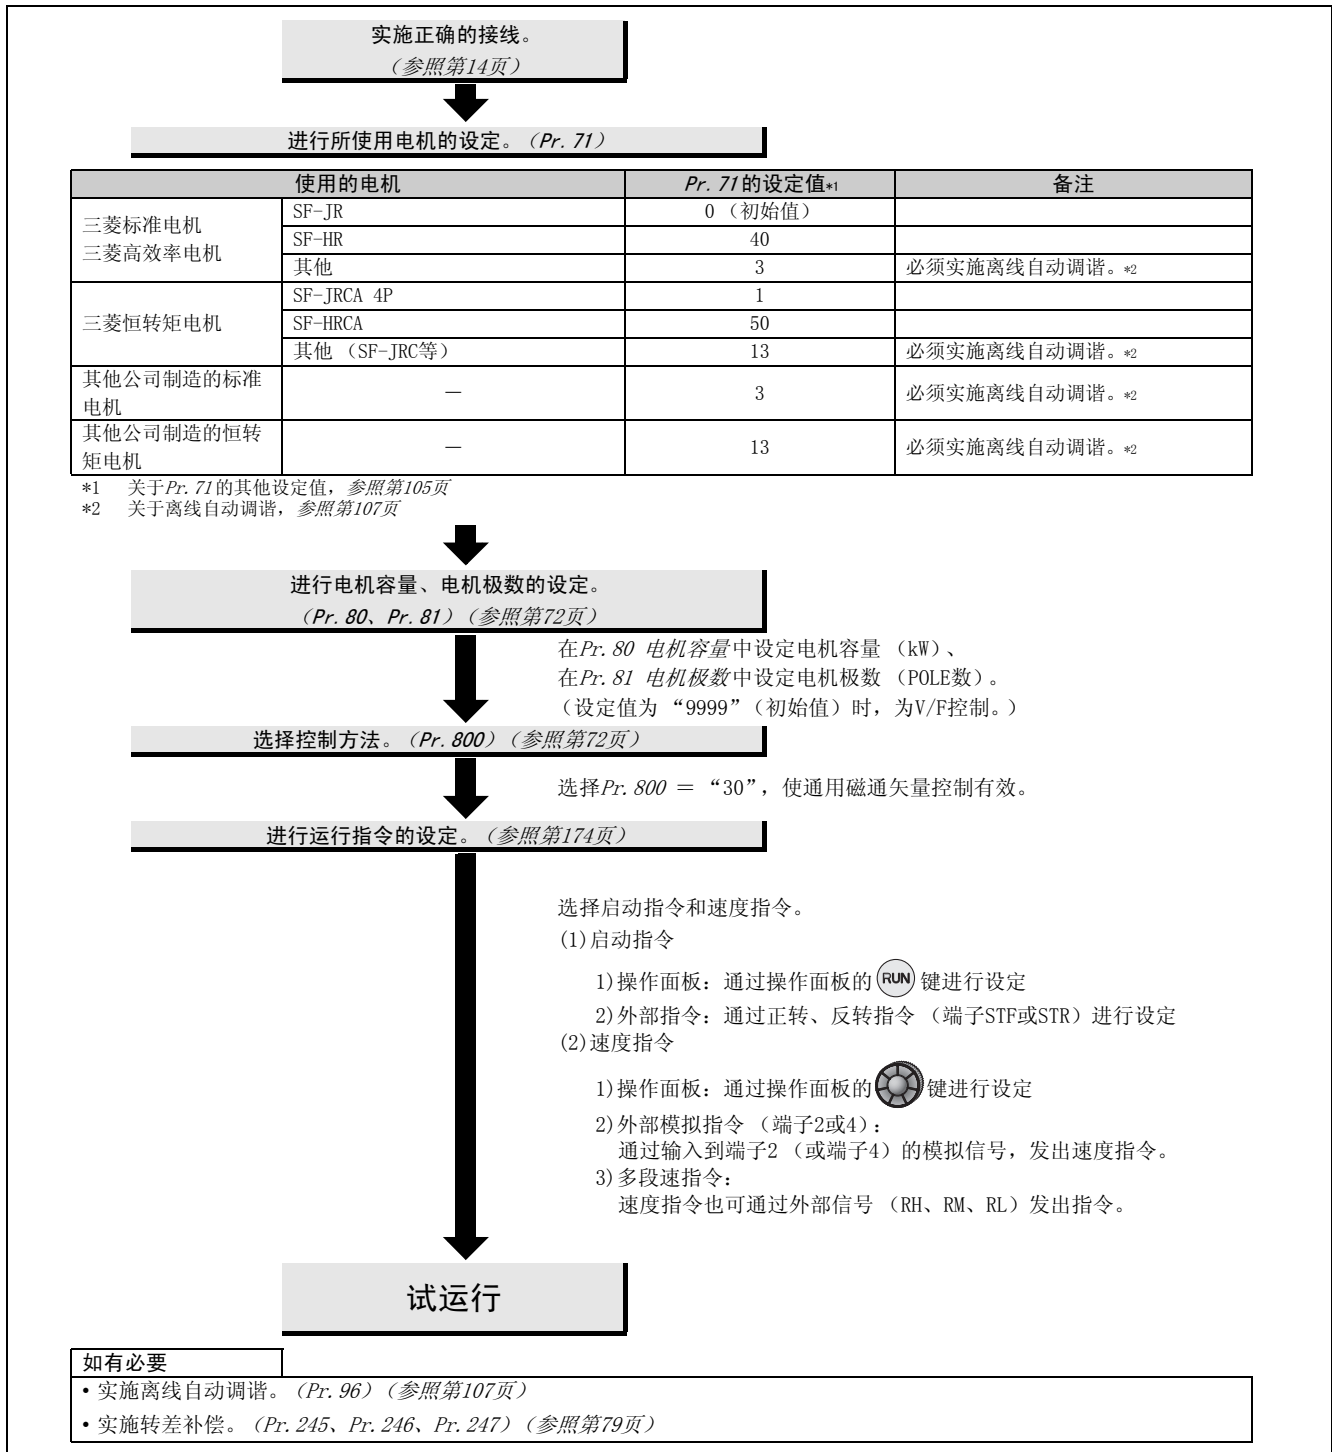 实施正确的接线。
（参照第14页）
进行所使用电机的设定。（Pr. 71）
使用的电机 Pr. 71的设定值*1 备注
三菱标准电机
三菱高效率电机
SF-JR 0 （初始值）
SF-HR 40
其他 3 必须实施离线自动调谐。*2
三菱恒转矩电机
SF-JRCA 4P 1
SF-HRCA 50
其他 （SF-JRC等） 13 必须实施离线自动调谐。*2
其他公司制造的标准
电机
— 3 必须实施离线自动调谐。*2
其他公司制造的恒转
矩电机
— 13 必须实施离线自动调谐。*2
*1 关于Pr. 71的其他设定值，参照第105页
*2 关于离线自动调谐，参照第107页
进行电机容量、电机极数的设定。
（Pr. 80、Pr. 81）（参照第72页）
在Pr. 80 电机容量中设定电机容量 （kW）、
在Pr. 81 电机极数中设定电机极数 （POLE数）。
（设定值为 “9999”（初始值）时，为V/F控制。）
选择控制方法。（Pr. 800）（参照第72页）
选择Pr. 800 ＝ “30”，使通用磁通矢量控制有效。
进行运行指令的设定。（参照第174页）
选择启动指令和速度指令。
(1)启动指令
1)操作面板：通过操作面板的 RUN 键进行设定
2)外部指令：通过正转、反转指令 （端子STF或STR）进行设定
(2)速度指令
1)操作面板：通过操作面板的 键进行设定
2)外部模拟指令 （端子2或4）：
通过输入到端子2 （或端子4）的模拟信号，发出速度指令。
3)多段速指令：
速度指令也可通过外部信号 （RH、RM、RL）发出指令。
试运行
如有必要
• 实施离线自动调谐。（Pr. 96）（参照第107页）
• 实施转差补偿。（Pr. 245、Pr. 246、Pr. 247）（参照第79页）